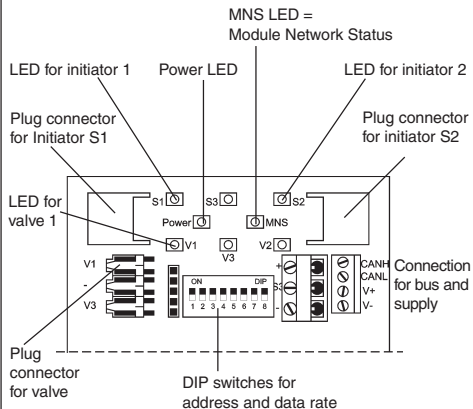 MNS LED =
Module Network Status
LED for initiator 1
Power LED
LED for initiator 2
Plug connector
for Initiator S1
Plug connector
for initiator S2
S1
S3
S2
LED for
valve 1
Power
MNS
V1
V3
V2
V1
-
V3
ON
DIP
1 2 3 4 5 6 7 8
+
S3
-
CANH
CANL
V+
V-
Connection
for bus and
supply
Plug
connector
for valve
DIP switches for
address and data rate